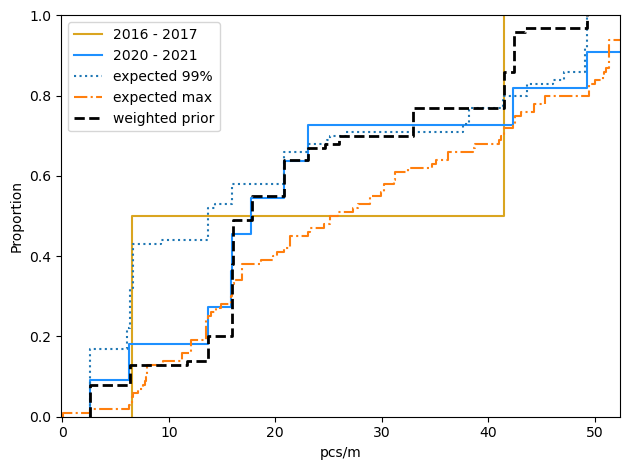 1.0
2016 - 2017
2020 - 2021
expected 99%
expected max
weighted prior
0.8
0.6
Proportion
0.4
0.2
0.0
0 10 20 30 40 50
pcs/m